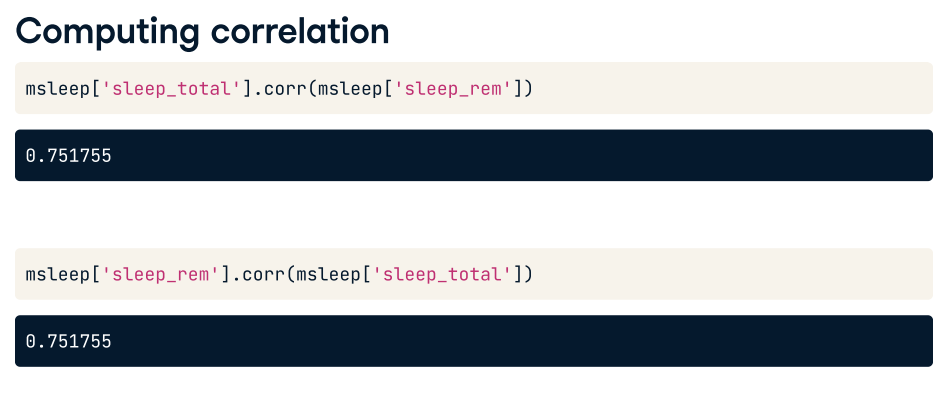 Computing correlation
msleep['sleep_total'].corr(msleep['sleep_rem'])
0.751755
msleep['sleep_rem'].corr(msleep['sleep_total'])
0.751755